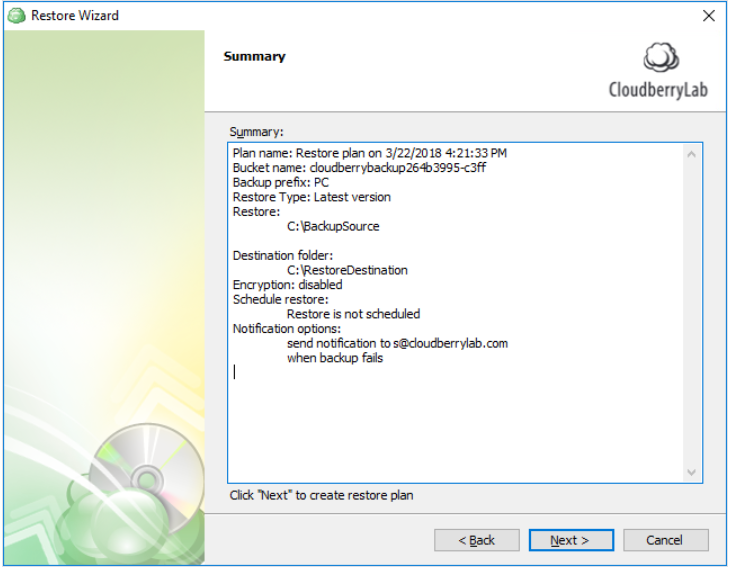 Restore Wizard
Summary
CloudberryLab
Summary:
Plan name: Restore plan on 3/22/2018 4:21:33 PM
Bucket name: cloudberrybackup264b3995-c3ff
Backup prefix: PC
Restore Type: Latest version
Restore:
C:\BackupSource
Destination folder:
C:\RestoreDestination
Encryption: disabled
Schedule restore:
Restore is not scheduled
Notification options:
send notification to s@cloudberrylab.com
when backup fails
Click "Next" to create restore plan
< Back
Next >
Cancel